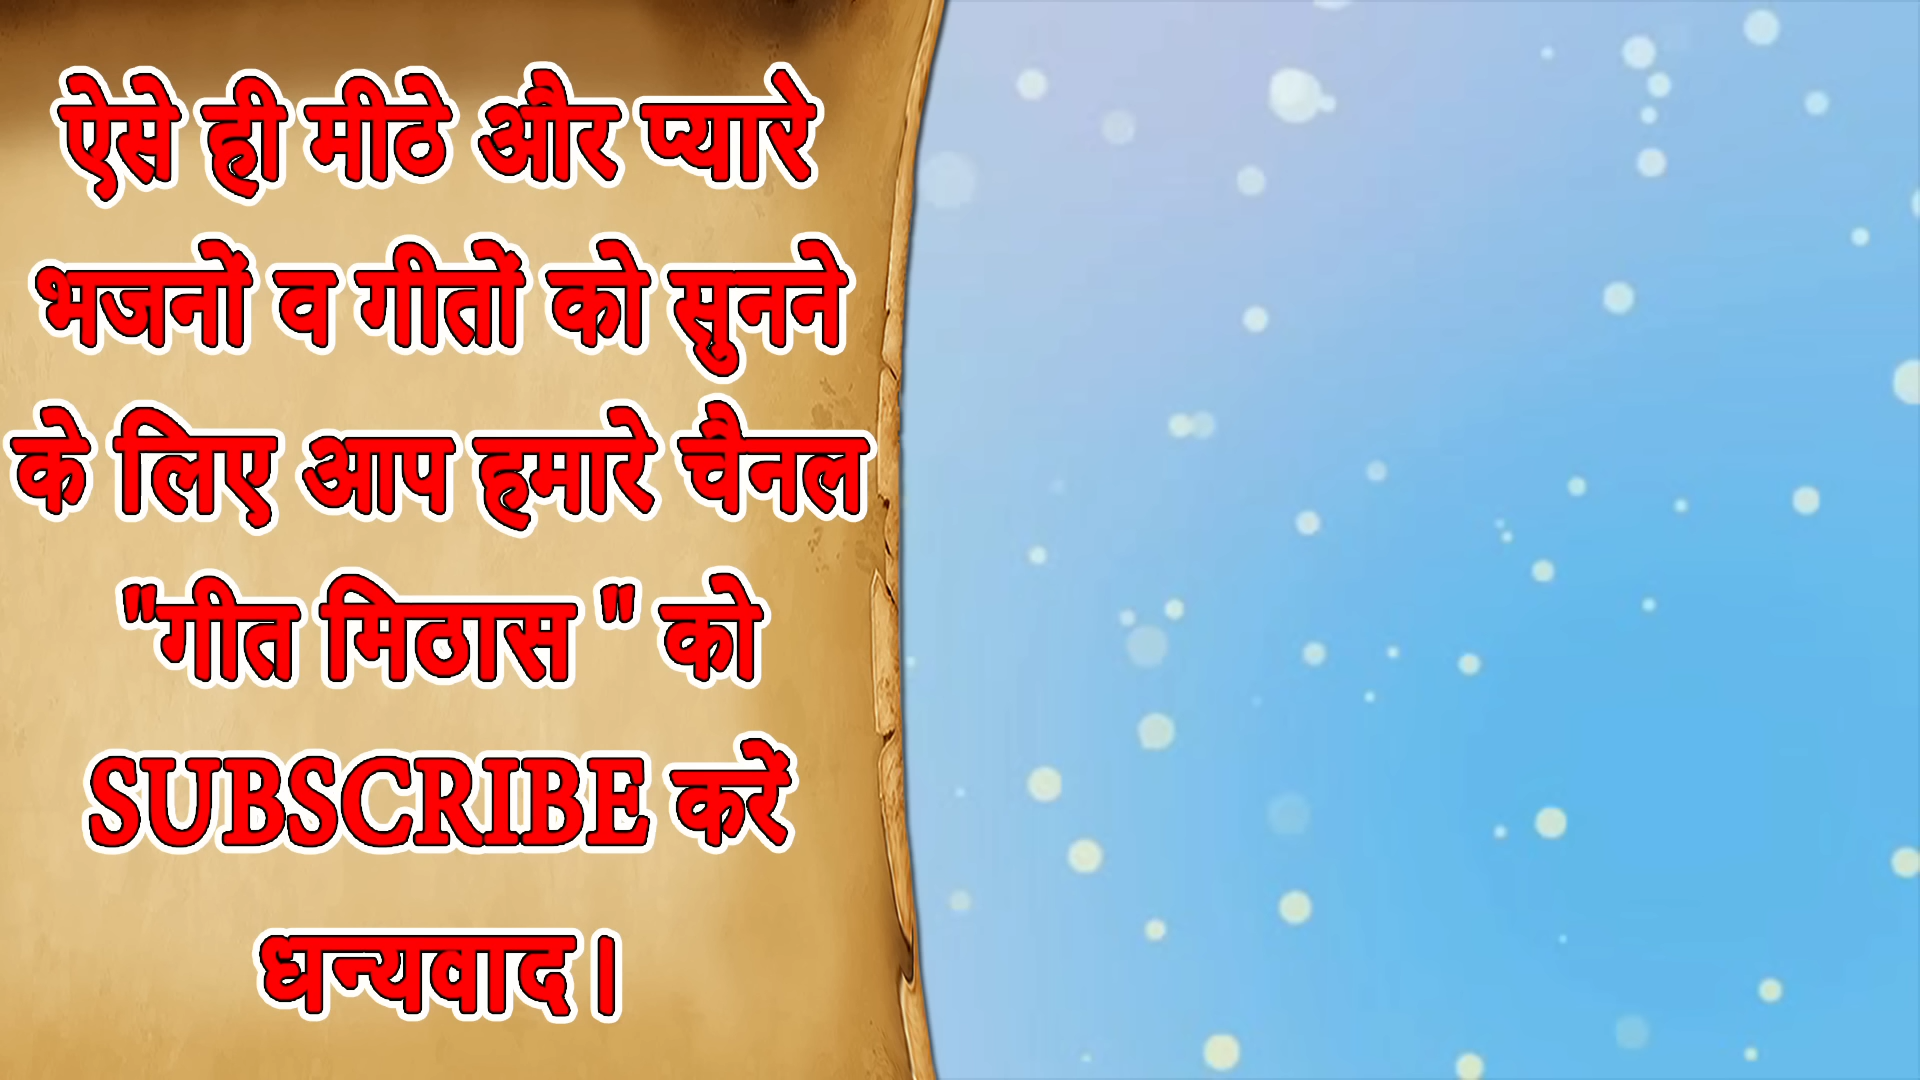 ऐसे ही मीठे और प्यारे
भजनों व गीतों को सुनने
के लिए आप हमारे चैनल
"गीत मिठास " को
SUBSCRIBE करें
धन्यवाद।